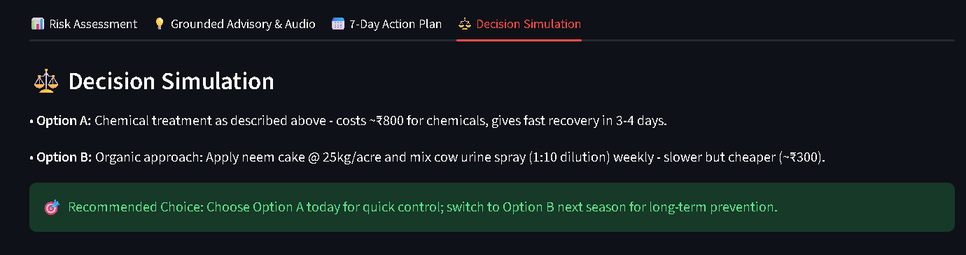 📊 Risk Assessment 💡 Grounded Advisory & Audio 📅 7-Day Action Plan ⚖️ Decision Simulation
⚖️ Decision Simulation
• Option A: Chemical treatment as described above - costs ~₹800 for chemicals, gives fast recovery in 3-4 days.
• Option B: Organic approach: Apply neem cake @ 25kg/acre and mix cow urine spray (1:10 dilution) weekly - slower but cheaper (~₹300).
🎯 Recommended Choice: Choose Option A today for quick control; switch to Option B next season for long-term prevention.